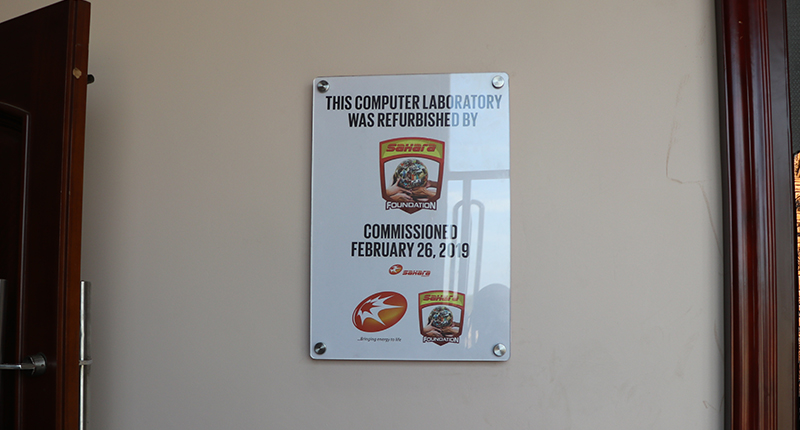 THIS COMPUTER LABORATORY
WAS REFURBISHED BY
saHara
FOUNDATION
COMMISSIONED
FEBRUARY 26, 2019
saHara
...Bringing energy to life
saHara
FOUNDATION